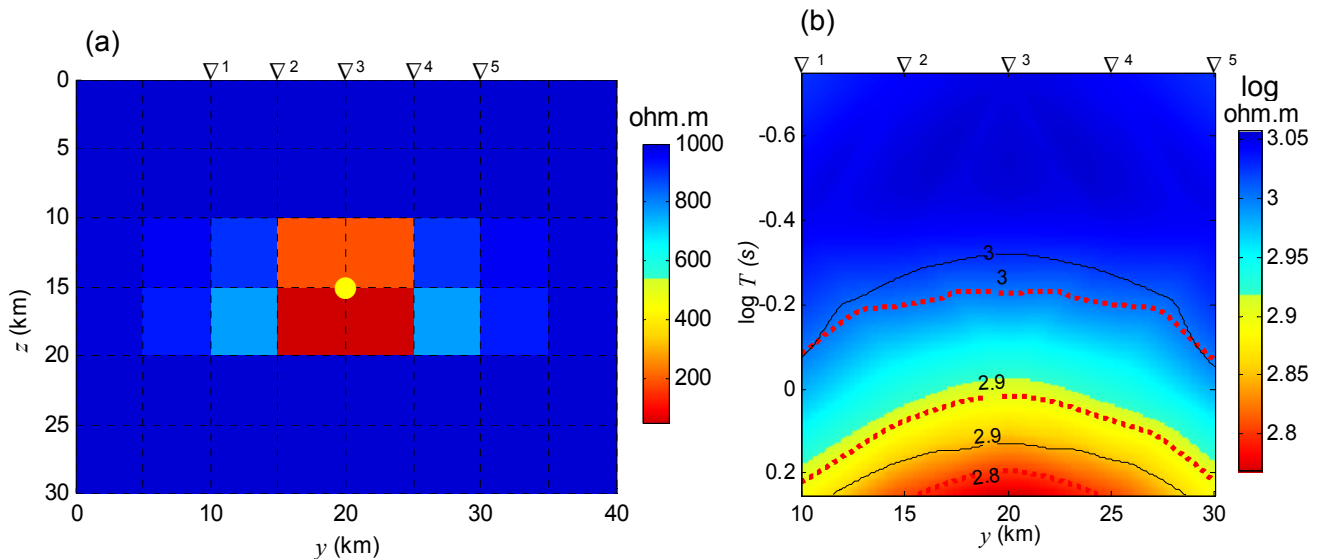 (a)
▽ 1 ▽ 2 ▽ 3 ▽ 4 ▽ 5
0
5
10
15
20
25
30
z (km)
0 10 20 30 40
y (km)
ohm.m
1000
800
600
400
200
(b)
▽ 1 ▽ 2 ▽ 3 ▽ 4 ▽ 5
-0.6
-0.4
-0.2
0
0.2
log T (s)
3
3
2.9
2.9
2.8
10 15 20 25 30
y (km)
log
ohm.m
3.05
3
2.95
2.9
2.85
2.8